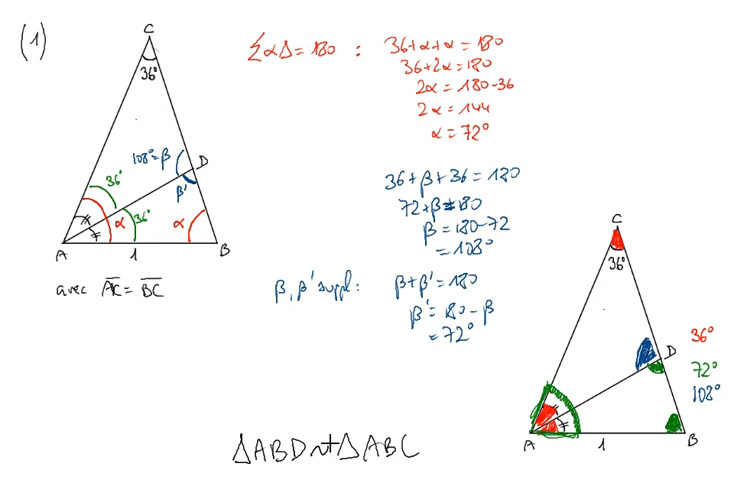 (1)
C
36°
108° = β
D
β'
36°
α
36°
α
A
1
B
avec AC = BC
∑αΔ = 180 : 36+α+α = 180
36+2α = 180
2α = 180-36
2α = 144
α = 72°
36+β+36 = 180
72+β=180
β = 180-72
= 108°
β, β' suppl : β+β' = 180
β' = 180-β
= 72°
C
36°
D
36°
72°
108°
A
1
B
ΔABD ~ ΔABC